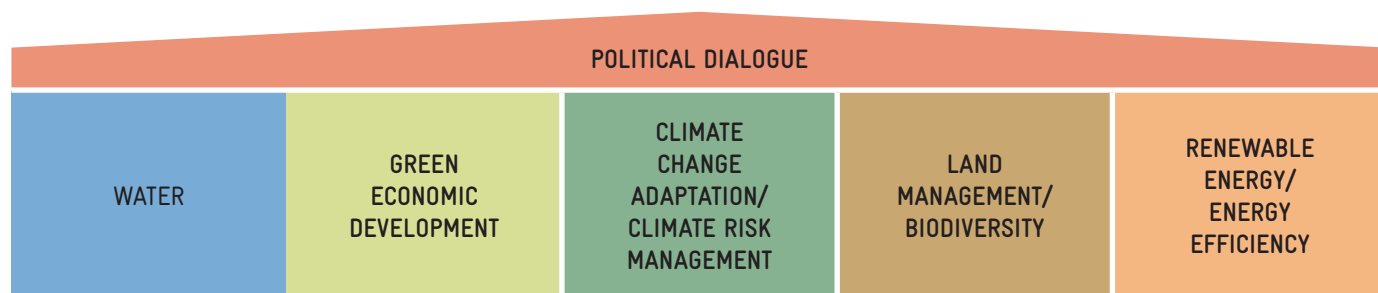 POLITICAL DIALOGUE
WATER
GREEN
ECONOMIC
DEVELOPMENT
CLIMATE
CHANGE
ADAPTATION/
CLIMATE RISK
MANAGEMENT
LAND
MANAGEMENT/
BIODIVERSITY
RENEWABLE
ENERGY/
ENERGY
EFFICIENCY